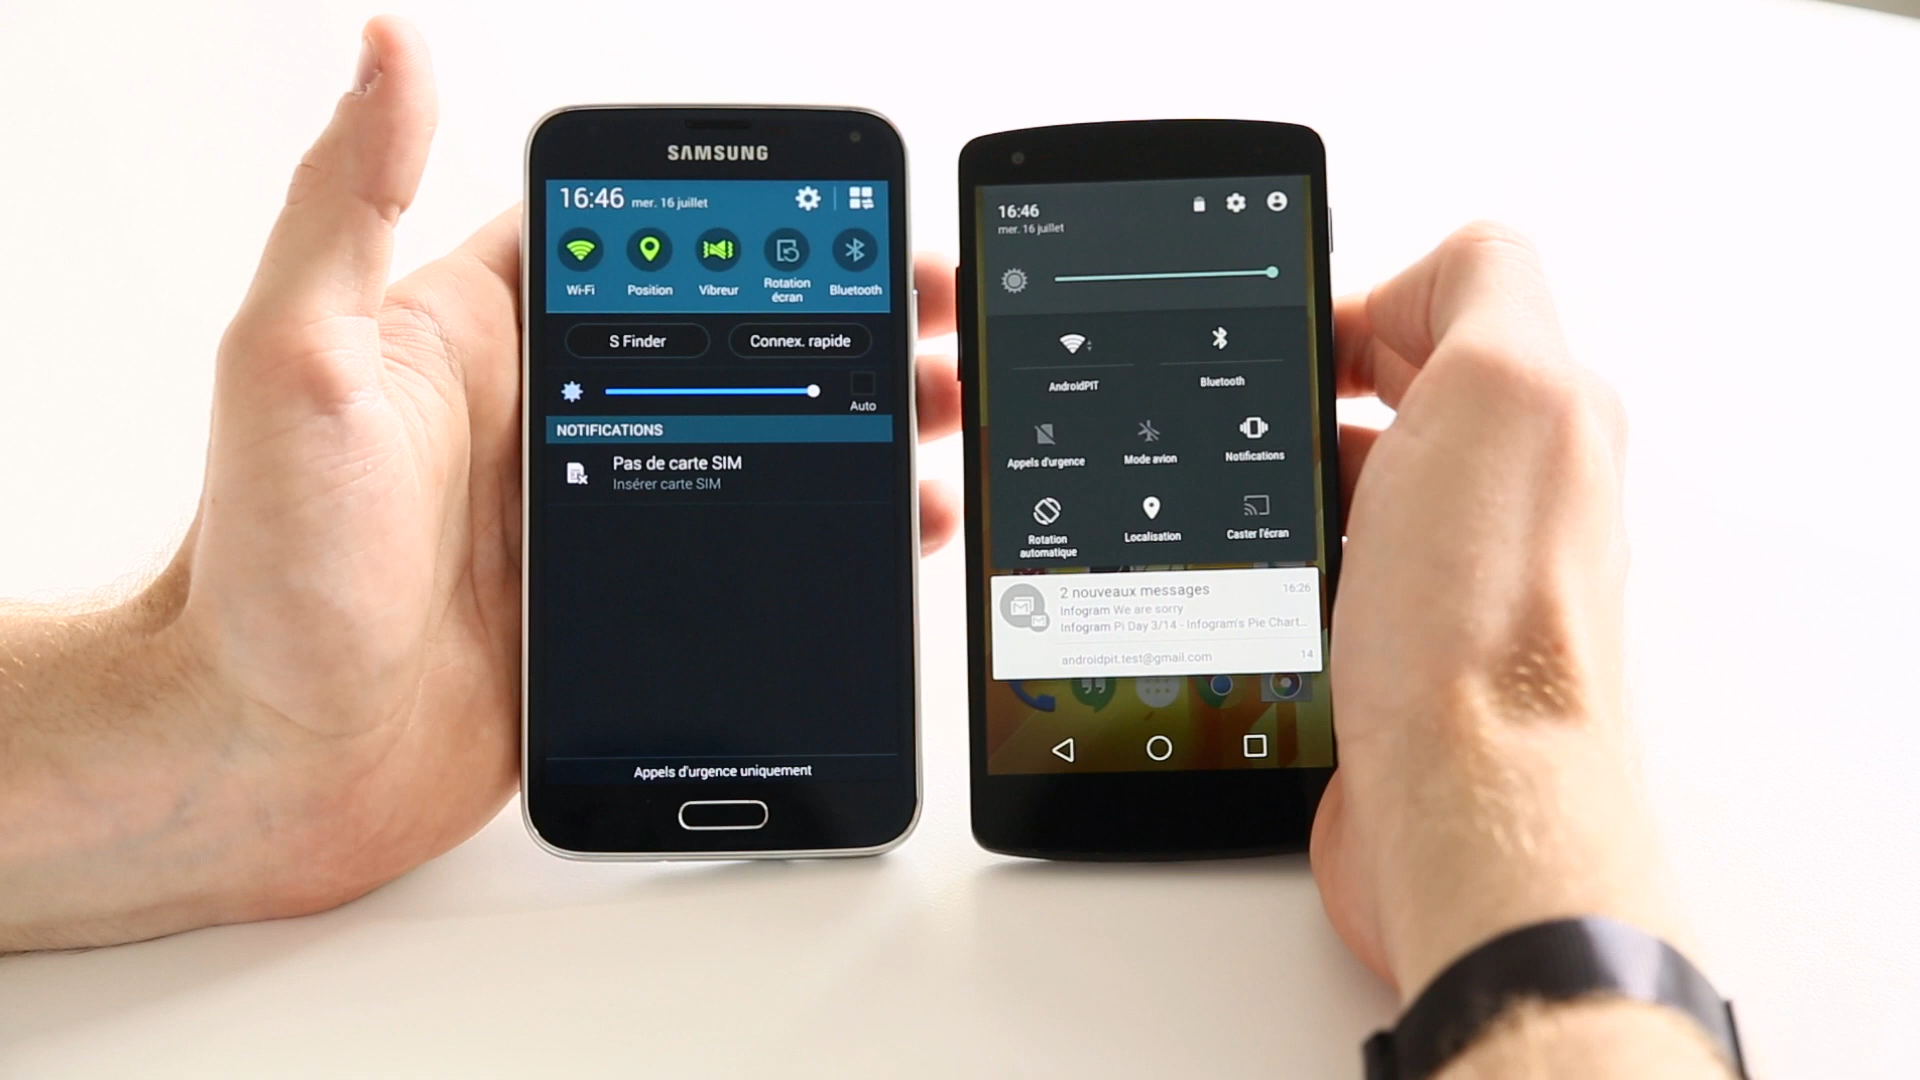 SAMSUNG
16:46 mer. 16 juillet
Wi-Fi
Position
Vibreur
Rotation
écran
Bluetooth
S Finder
Connex. rapide
Auto
NOTIFICATIONS
Pas de carte SIM
Insérer carte SIM
Appels d'urgence uniquement
16:46
mer. 16 juillet
AndroidPIT
Bluetooth
Appels d'urgence
Mode avion
Notifications
Rotation
automatique
Localisation
Caster l'écran
2 nouveaux messages 16:26
Infogram We are sorry
Infogram Pi Day 3/14 - Infogram's Pie Chart...
androidpit.test@gmail.com 14